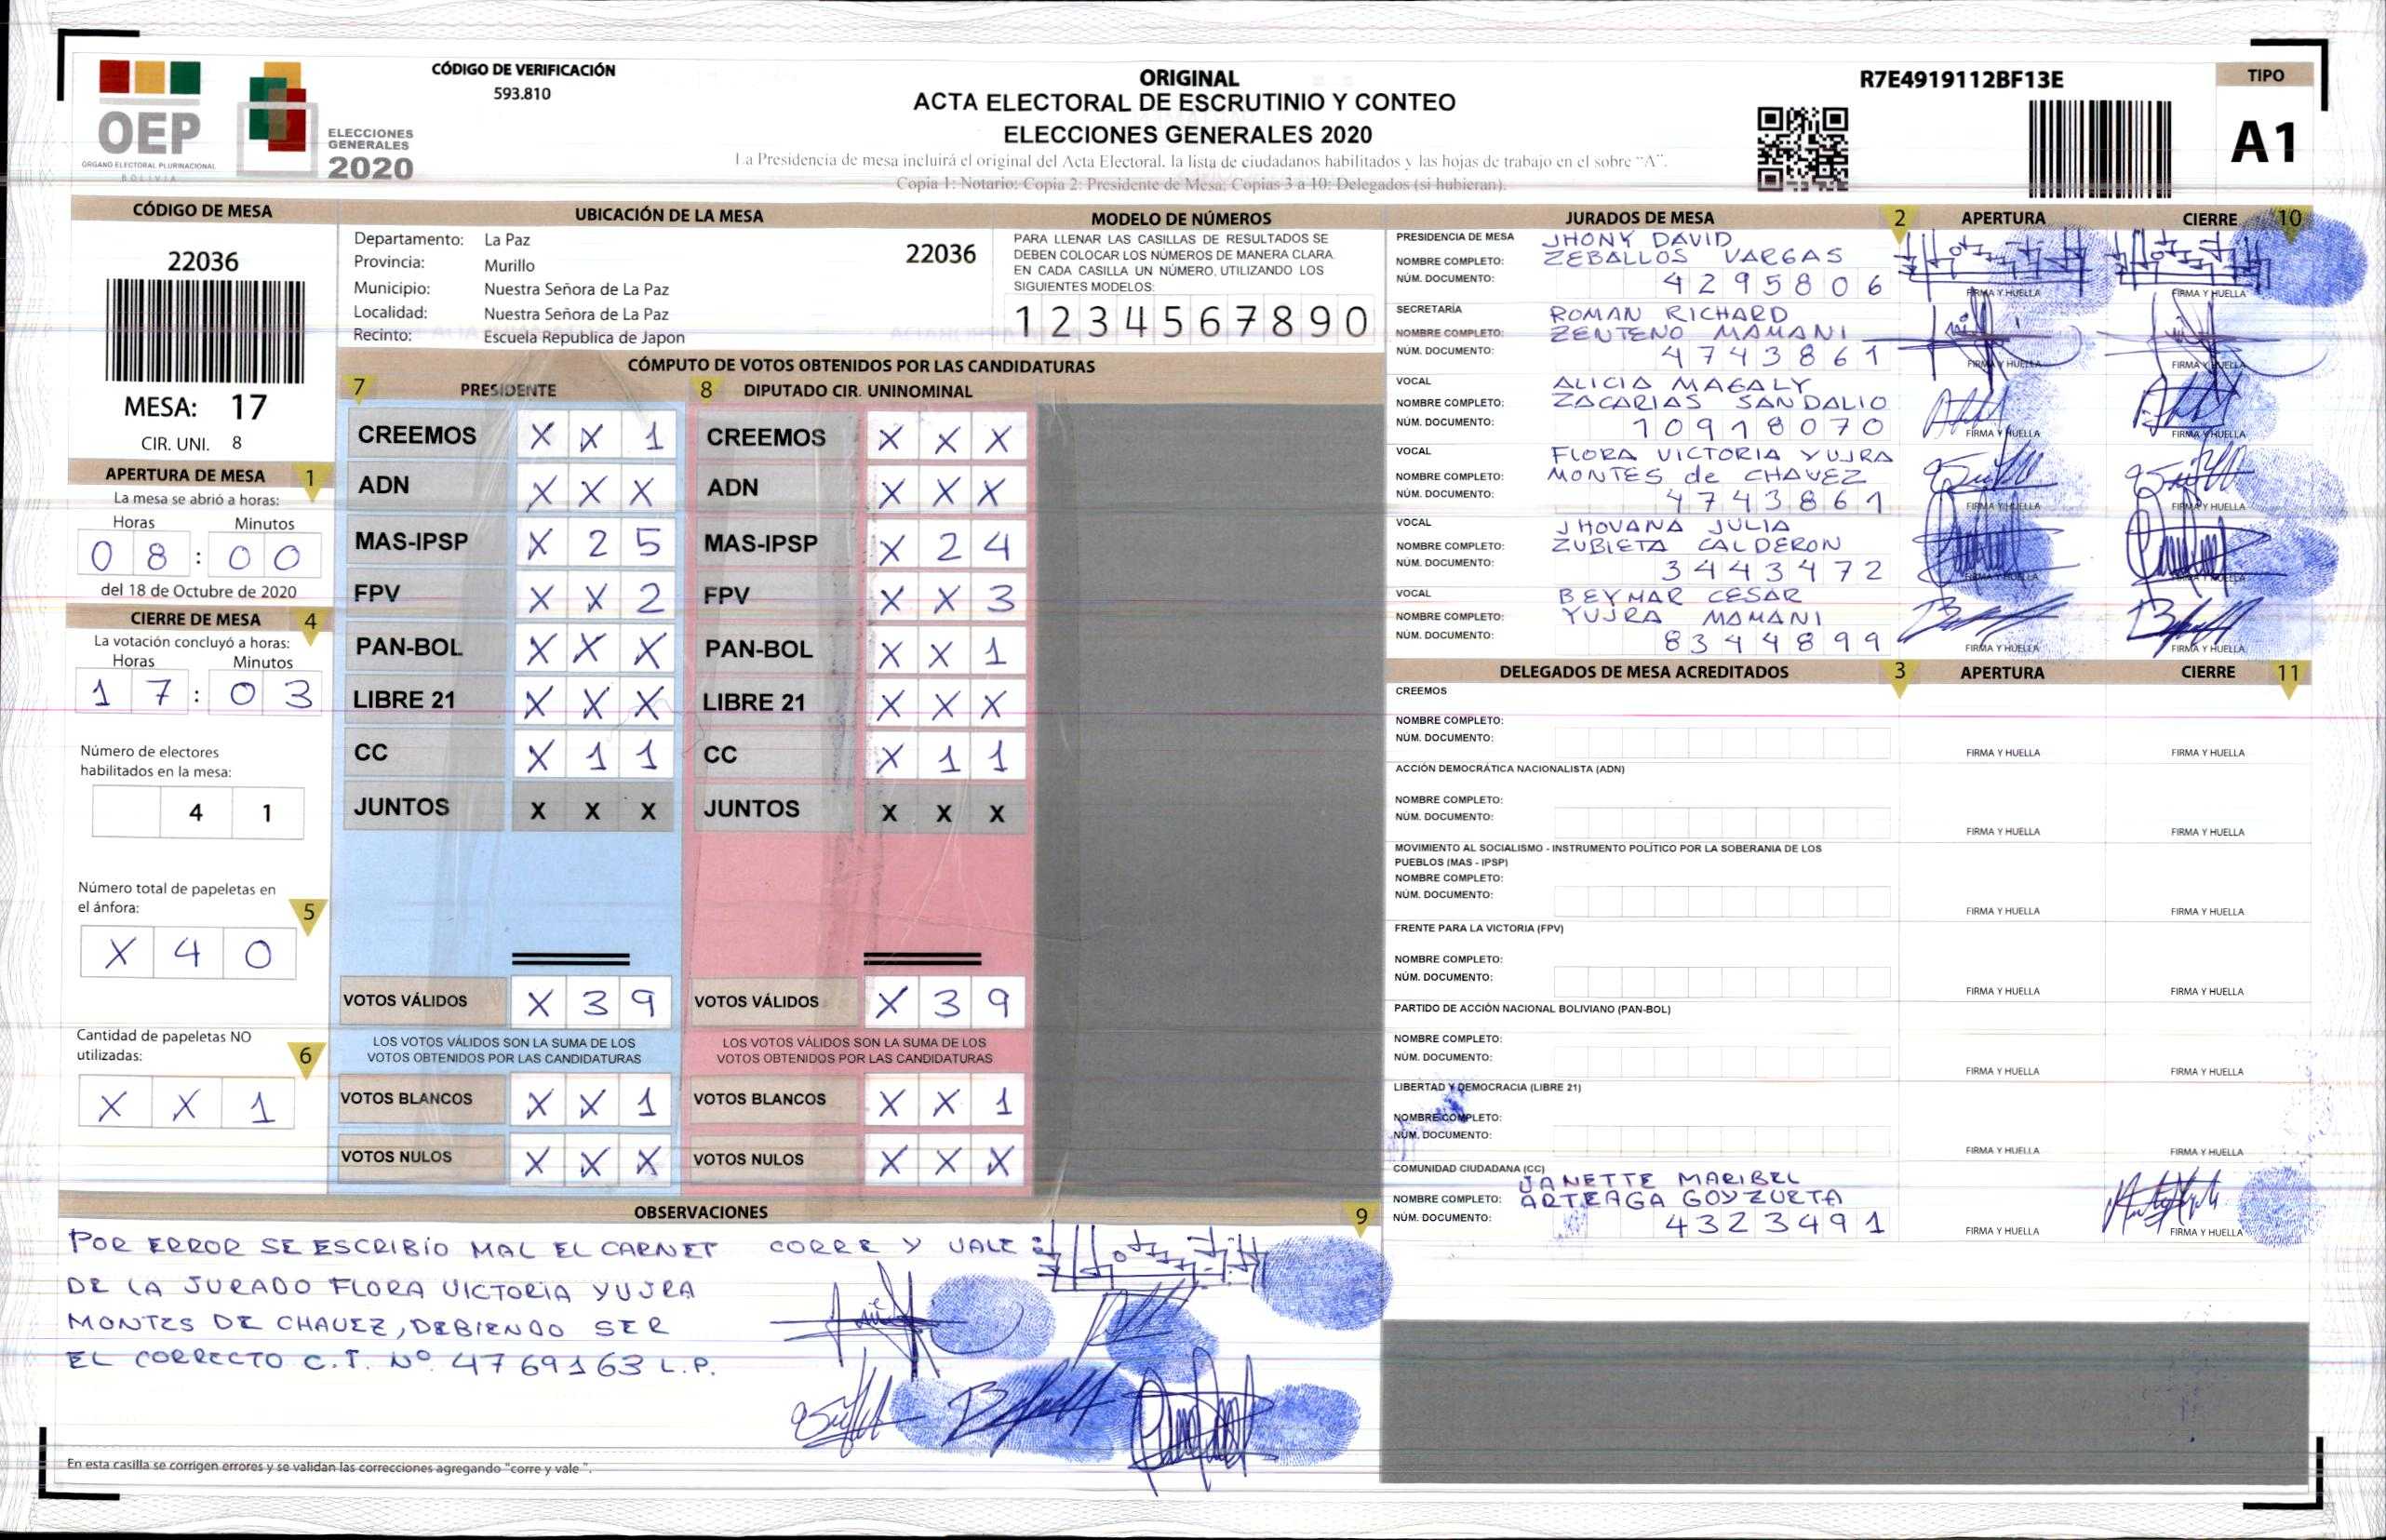 OEP
ÓRGANO ELECTORAL PLURINACIONAL
BOLIVIA
ELECCIONES
GENERALES
2020
CÓDIGO DE VERIFICACIÓN
593.810
ORIGINAL
ACTA ELECTORAL DE ESCRUTINIO Y CONTEO
ELECCIONES GENERALES 2020
La Presidencia de mesa incluirá el original del Acta Electoral, la lista de ciudadanos habilitados y las hojas de trabajo en el sobre "A".
Copia 1: Notario; Copia 2: Presidente de Mesa; Copias 3 a 10: Delegados (si hubieran).
R7E4919112BF13E
TIPO
A1
CÓDIGO DE MESA
22036
MESA: 17
CIR. UNI. 8
APERTURA DE MESA 1
La mesa se abrió a horas:
Horas Minutos
0 8 : 0 0
del 18 de Octubre de 2020
CIERRE DE MESA 4
La votación concluyó a horas:
Horas Minutos
1 7 : 0 3
Número de electores
habilitados en la mesa:
4 1
Número total de papeletas en
el ánfora: 5
X 4 0
Cantidad de papeletas NO
utilizadas: 6
X X 1
UBICACIÓN DE LA MESA
Departamento: La Paz 22036
Provincia: Murillo
Municipio: Nuestra Señora de La Paz
Localidad: Nuestra Señora de La Paz
Recinto: Escuela Republica de Japon
MODELO DE NÚMEROS
PARA LLENAR LAS CASILLAS DE RESULTADOS SE
DEBEN COLOCAR LOS NÚMEROS DE MANERA CLARA.
EN CADA CASILLA UN NÚMERO, UTILIZANDO LOS
SIGUIENTES MODELOS:
1 2 3 4 5 6 7 8 9 0
CÓMPUTO DE VOTOS OBTENIDOS POR LAS CANDIDATURAS
7 PRESIDENTE 8 DIPUTADO CIR. UNINOMINAL
CREEMOS X X 1 CREEMOS X X X
ADN X X X ADN X X X
MAS-IPSP X 2 5 MAS-IPSP X 2 4
FPV X X 2 FPV X X 3
PAN-BOL X X X PAN-BOL X X 1
LIBRE 21 X X X LIBRE 21 X X X
CC X 1 1 CC X 1 1
JUNTOS X X X JUNTOS X X X
VOTOS VÁLIDOS X 3 9 VOTOS VÁLIDOS X 3 9
LOS VOTOS VÁLIDOS SON LA SUMA DE LOS LOS VOTOS VÁLIDOS SON LA SUMA DE LOS
VOTOS OBTENIDOS POR LAS CANDIDATURAS VOTOS OBTENIDOS POR LAS CANDIDATURAS
VOTOS BLANCOS X X 1 VOTOS BLANCOS X X 1
VOTOS NULOS X X X VOTOS NULOS X X X
JURADOS DE MESA 2 APERTURA CIERRE 10
PRESIDENCIA DE MESA JHONY DAVID
NOMBRE COMPLETO: ZEBALLOS VARGAS
NÚM. DOCUMENTO: 4295806 FIRMA Y HUELLA FIRMA Y HUELLA
SECRETARÍA ROMAN RICHARD
NOMBRE COMPLETO: ZENTENO MAMANI
NÚM. DOCUMENTO: 4743861 FIRMA Y HUELLA FIRMA Y HUELLA
VOCAL ALICIA MAGALY
NOMBRE COMPLETO: ZACARIAS SANDALIO
NÚM. DOCUMENTO: 10918070 FIRMA Y HUELLA FIRMA Y HUELLA
VOCAL FLORA VICTORIA YUJRA
NOMBRE COMPLETO: MONTES de CHAVEZ
NÚM. DOCUMENTO: 4743861 FIRMA Y HUELLA FIRMA Y HUELLA
VOCAL JHOVANA JULIA
NOMBRE COMPLETO: ZUBIETA CALDERON
NÚM. DOCUMENTO: 3443472 FIRMA Y HUELLA FIRMA Y HUELLA
VOCAL BEYMAR CESAR
NOMBRE COMPLETO: YUJRA MAMANI
NÚM. DOCUMENTO: 8344899 FIRMA Y HUELLA FIRMA Y HUELLA
DELEGADOS DE MESA ACREDITADOS 3 APERTURA CIERRE 11
CREEMOS
NOMBRE COMPLETO:
NÚM. DOCUMENTO: FIRMA Y HUELLA FIRMA Y HUELLA
ACCIÓN DEMOCRÁTICA NACIONALISTA (ADN)
NOMBRE COMPLETO:
NÚM. DOCUMENTO: FIRMA Y HUELLA FIRMA Y HUELLA
MOVIMIENTO AL SOCIALISMO - INSTRUMENTO POLÍTICO POR LA SOBERANIA DE LOS
PUEBLOS (MAS - IPSP)
NOMBRE COMPLETO:
NÚM. DOCUMENTO: FIRMA Y HUELLA FIRMA Y HUELLA
FRENTE PARA LA VICTORIA (FPV)
NOMBRE COMPLETO:
NÚM. DOCUMENTO: FIRMA Y HUELLA FIRMA Y HUELLA
PARTIDO DE ACCIÓN NACIONAL BOLIVIANO (PAN-BOL)
NOMBRE COMPLETO:
NÚM. DOCUMENTO: FIRMA Y HUELLA FIRMA Y HUELLA
LIBERTAD Y DEMOCRACIA (LIBRE 21)
NOMBRE COMPLETO:
NÚM. DOCUMENTO: FIRMA Y HUELLA FIRMA Y HUELLA
COMUNIDAD CIUDADANA (CC) JANETTE MARIBEL
NOMBRE COMPLETO: ARTEAGA GOYZUETA
NÚM. DOCUMENTO: 4323491 FIRMA Y HUELLA FIRMA Y HUELLA
OBSERVACIONES 9
POR ERROR SE ESCRIBIO MAL EL CARNET CORRE Y VALE
DE LA JURADO FLORA VICTORIA YUJRA
MONTES DE CHAVEZ, DEBIENDO SER
EL CORRECTO C.I. Nº 4769163 L.P.
En esta casilla se corrigen errores y se validan las correcciones agregando "corre y vale".